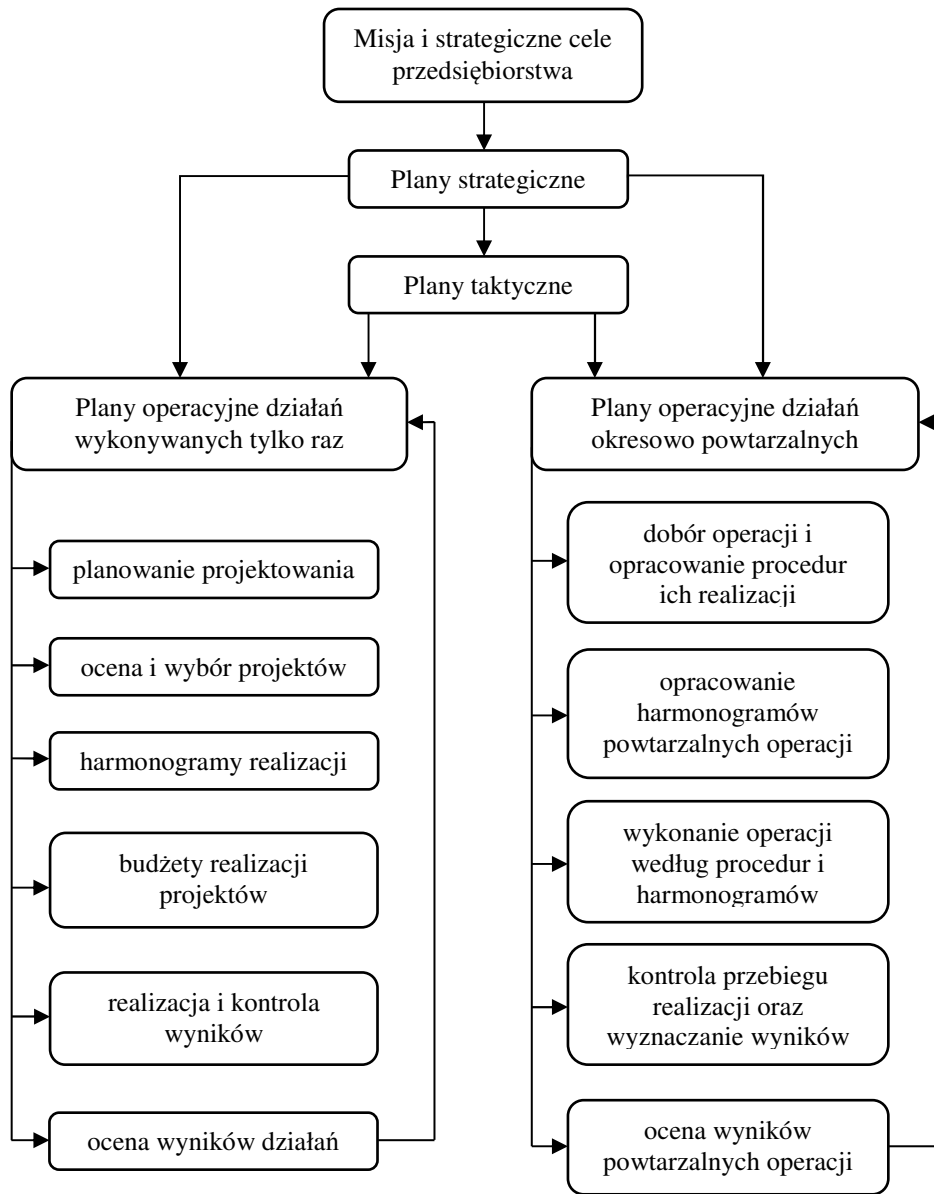 Misja i strategiczne cele
przedsiębiorstwa
Plany strategiczne
Plany taktyczne
Plany operacyjne działań
wykonywanych tylko raz
planowanie projektowania
ocena i wybór projektów
harmonogramy realizacji
budżety realizacji
projektów
realizacja i kontrola
wyników
ocena wyników działań
Plany operacyjne działań
okresowo powtarzalnych
dobór operacji i
opracowanie procedur
ich realizacji
opracowanie
harmonogramów
powtarzalnych operacji
wykonanie operacji
według procedur i
harmonogramów
kontrola przebiegu
realizacji oraz
wyznaczanie wyników
ocena wyników
powtarzalnych operacji